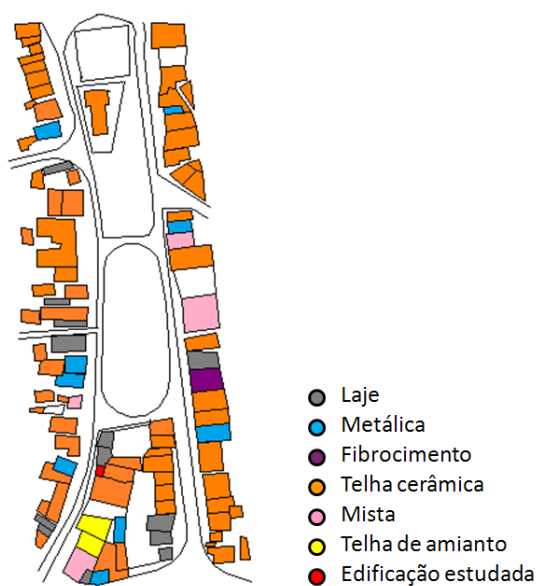 Laje
Metálica
Fibrocimento
Telha cerâmica
Mista
Telha de amianto
Edificação estudada